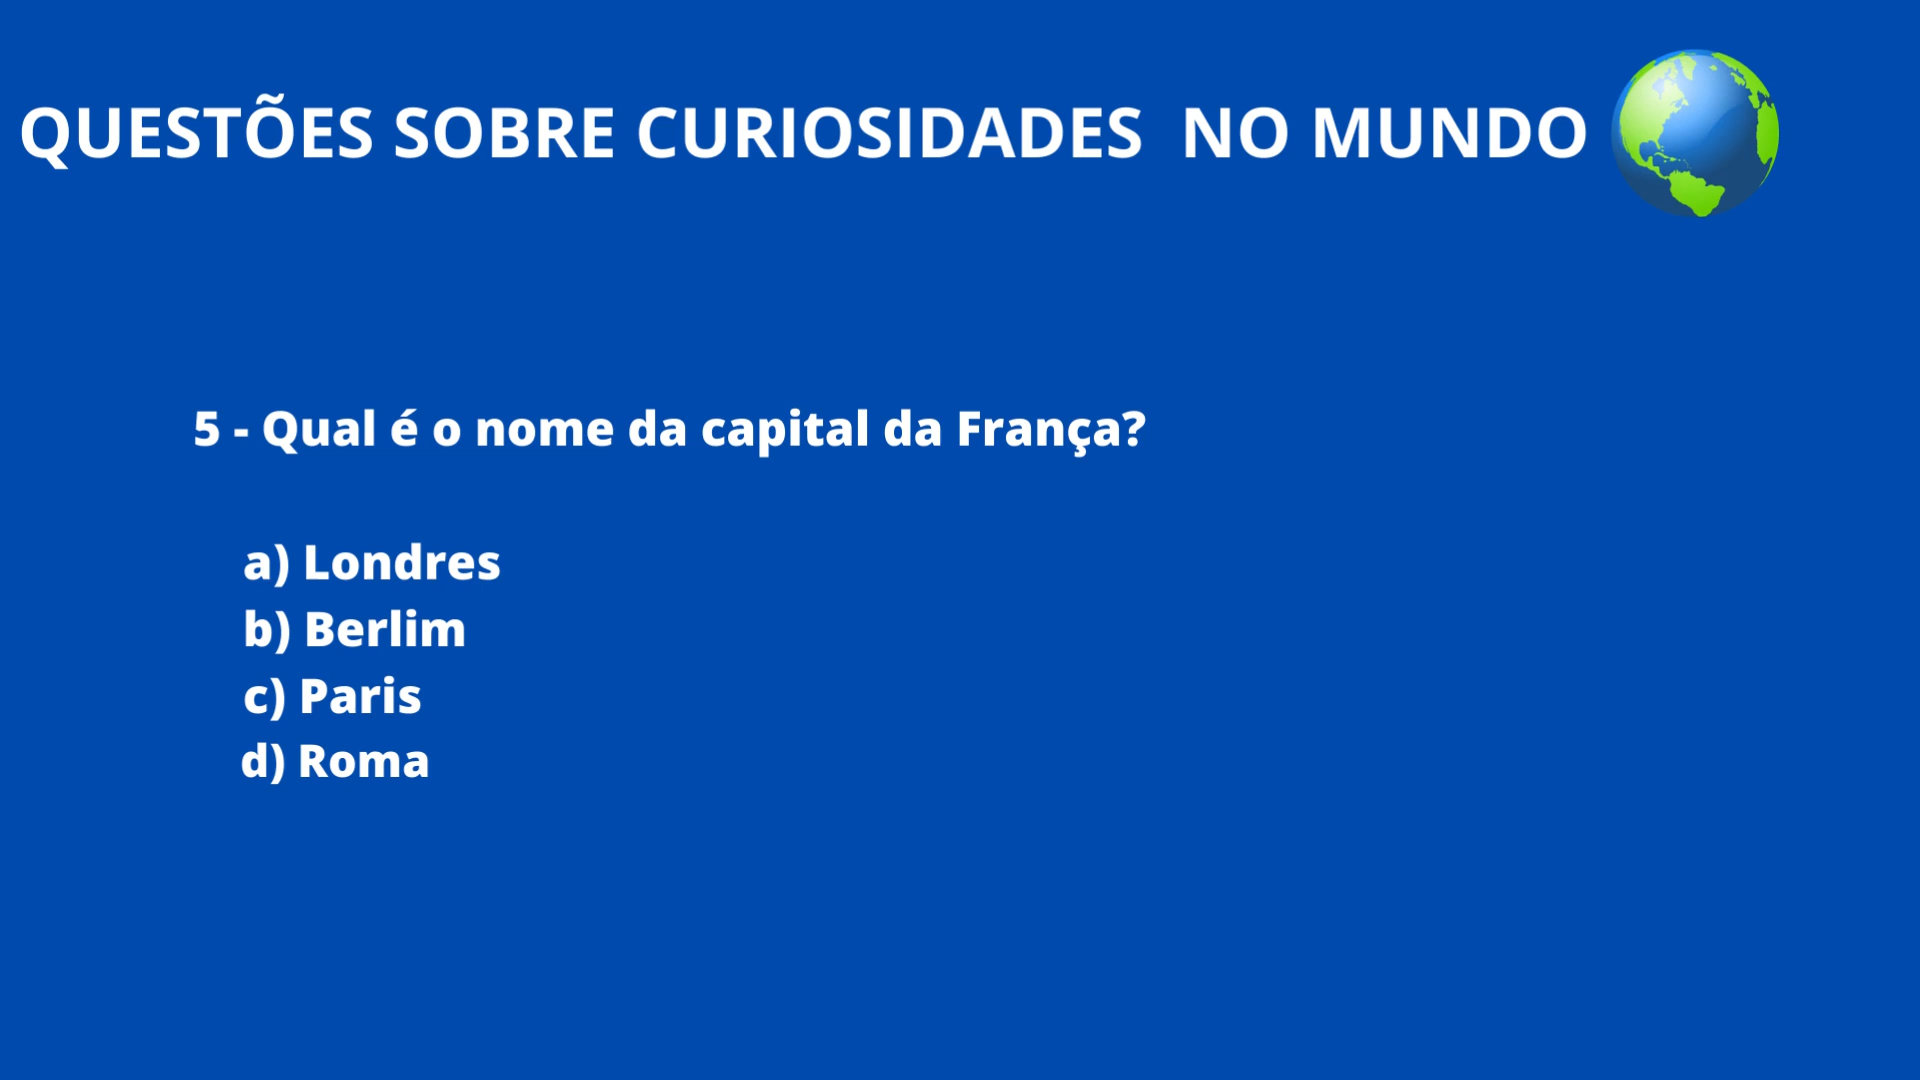 QUESTÕES SOBRE CURIOSIDADES  NO MUNDO
5 - Qual é o nome da capital da França?
a) Londres
b) Berlim
c) Paris
d) Roma